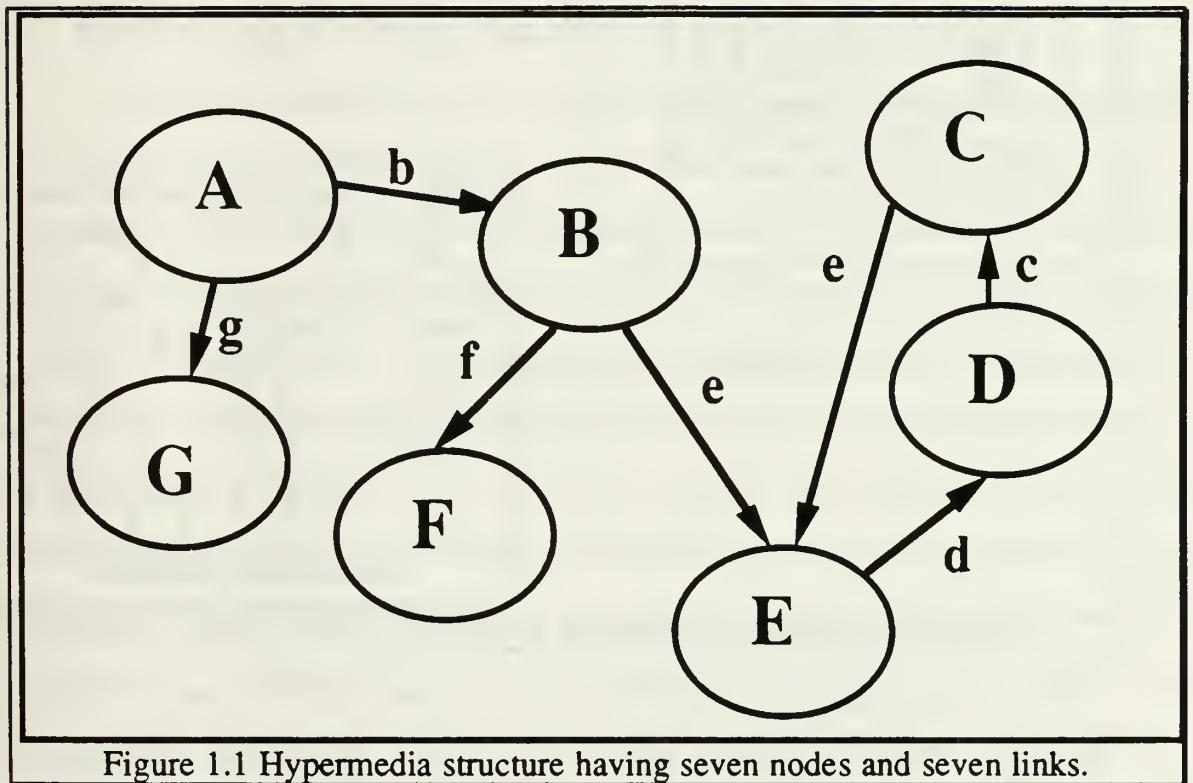 A
b
B
C
e
c
g
f
e
D
G
F
d
E
Figure 1.1 Hypermedia structure having seven nodes and seven links.